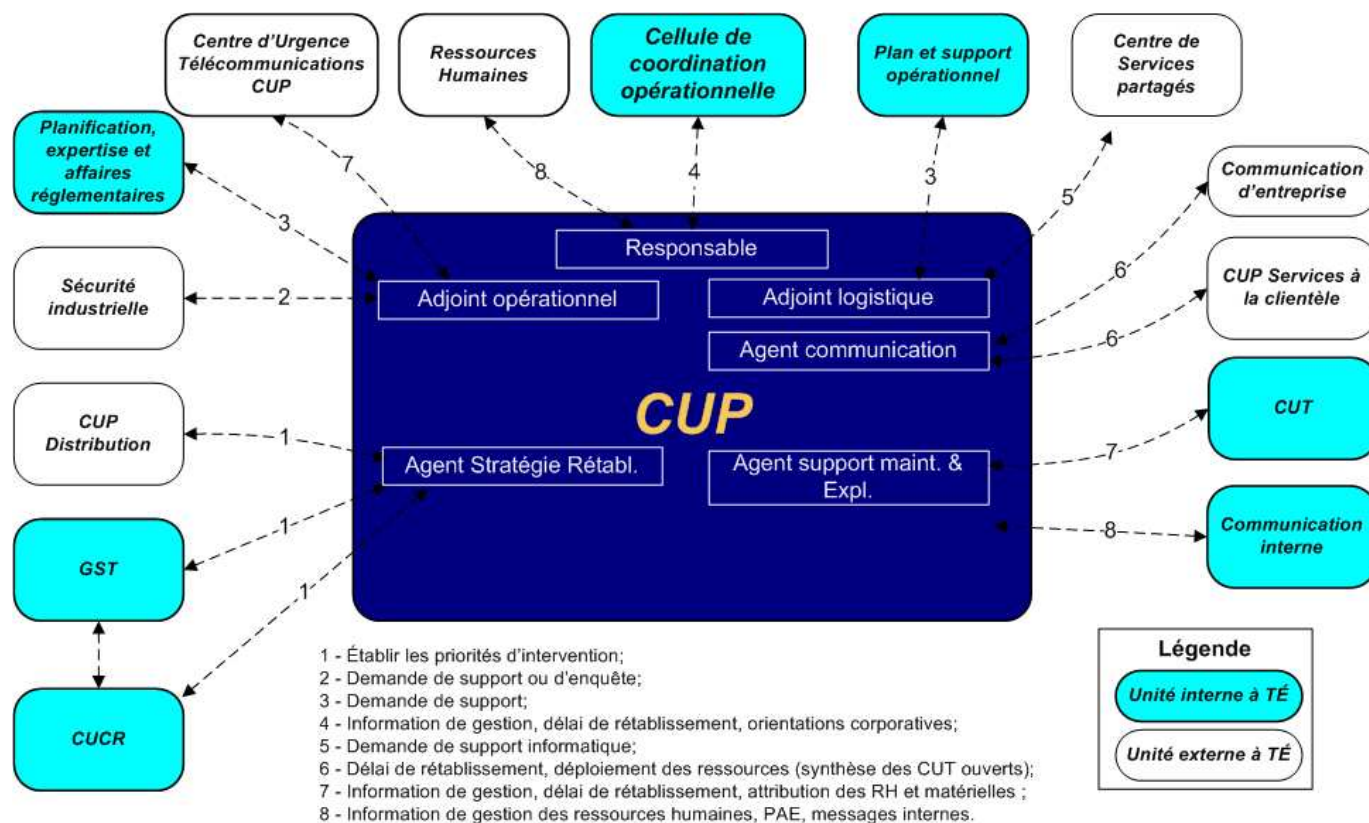 Centre d'Urgence
Télécommunications
CUP
Ressources
Humaines
Cellule de
coordination
opérationnelle
Plan et support
opérationnel
Centre de
Services
partagés
Planification,
expertise et
affaires
réglementaires
Communication
d'entreprise
7
8
4
3
5
3
Responsable
Sécurité
industrielle
2
Adjoint opérationnel
Adjoint logistique
6
CUP Services à
la clientèle
Agent communication
6
CUP
Distribution
1
CUP
CUT
Agent Stratégie Rétabl.
Agent support maint. &
Expl.
7
GST
1
8
Communication
interne
1
CUCR
1 - Établir les priorités d'intervention;
2 - Demande de support ou d'enquête;
3 - Demande de support;
4 - Information de gestion, délai de rétablissement, orientations corporatives;
5 - Demande de support informatique;
6 - Délai de rétablissement, déploiement des ressources (synthèse des CUT ouverts);
7 - Information de gestion, délai de rétablissement, attribution des RH et matérielles ;
8 - Information de gestion des ressources humaines, PAE, messages internes.
Légende
Unité interne à TÉ
Unité externe à TÉ